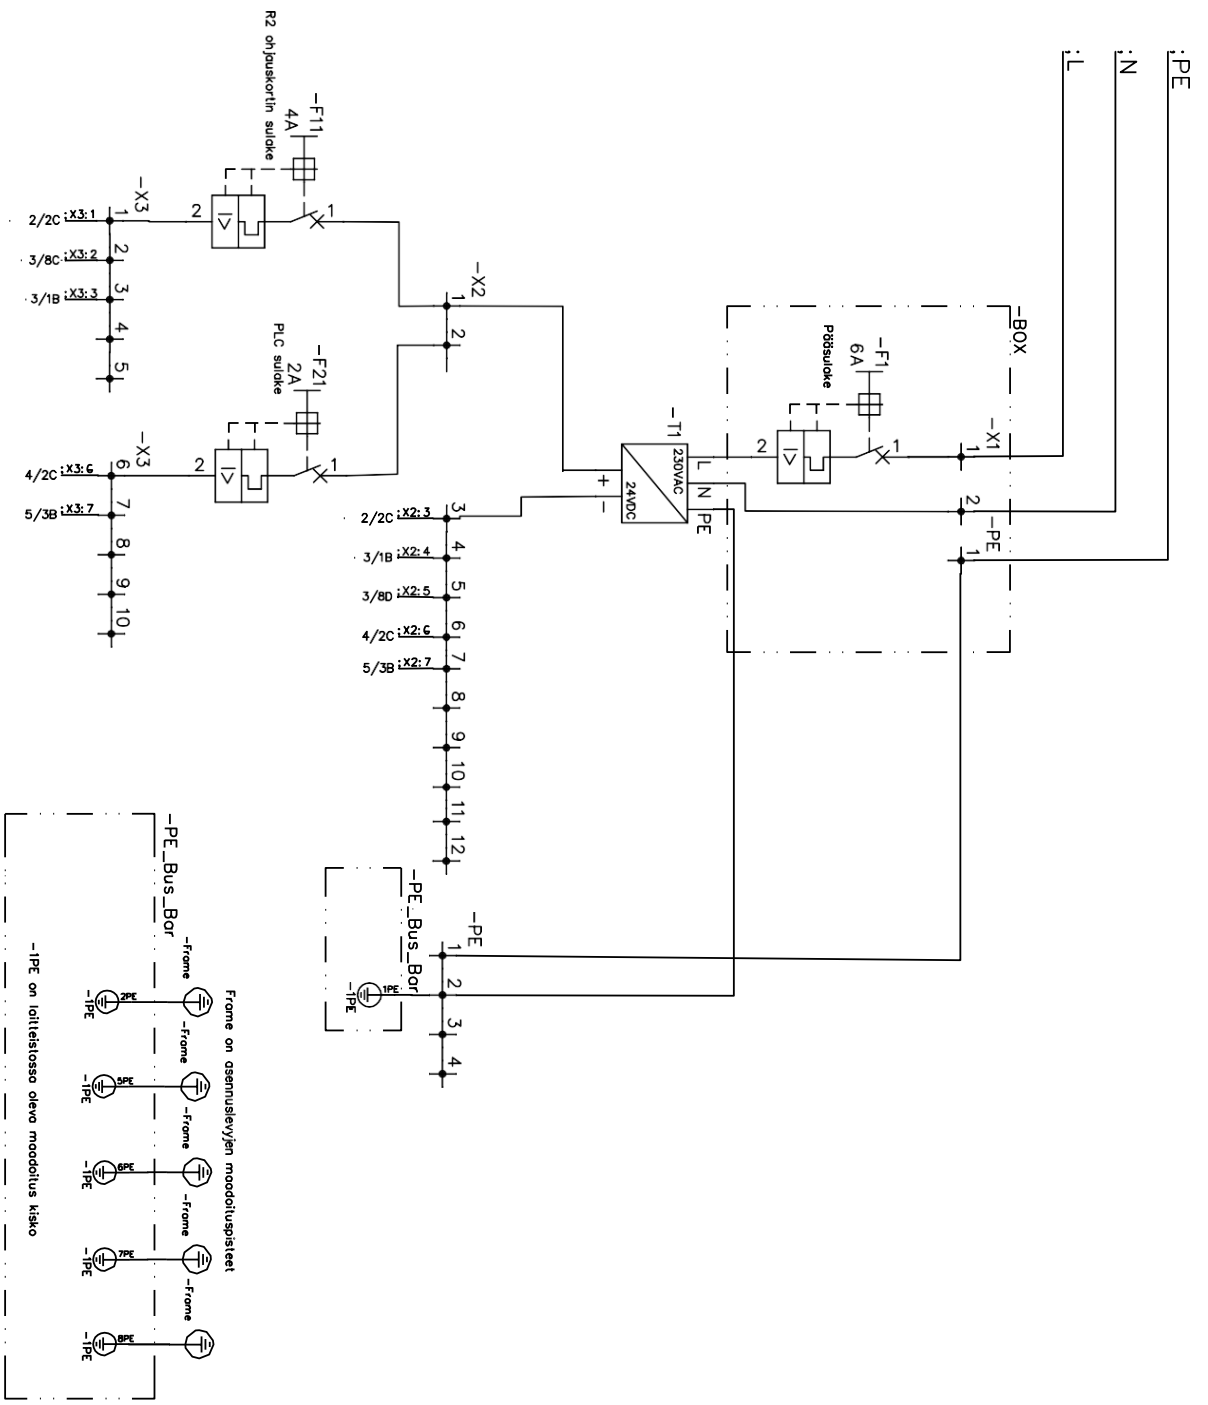 ;PE
;N
;L
-BOX
-X1
1
2
-PE
1
-F1
6A
Pääsulake
1
2
-T1
230VAC
24VDC
L
N
PE
+
-
-X2
1
2
-F11
4A
R2 ohjauskortin sulake
1
2
-X3
1
2
3
4
5
2/2C ;X3:1
3/8C ;X3:2
3/1B ;X3:3
-F21
2A
PLC sulake
1
2
-X3
6
7
8
9
10
4/2C ;X3:6
5/3B ;X3:7
3
4
5
6
7
8
9
10
11
12
2/2C ;X2:3
3/1B ;X2:4
3/8D ;X2:5
4/2C ;X2:6
5/3B ;X2:7
-PE
1
2
3
4
-PE_Bus_Bar
1PE
-1PE
-PE_Bus_Bar
Frame on asennuslevyjen maadoituspisteet
-Frame
-Frame
-Frame
-Frame
-Frame
2PE
5PE
6PE
7PE
8PE
-1PE
-1PE
-1PE
-1PE
-1PE
-1PE on laitteistossa oleva maadoitus kisko